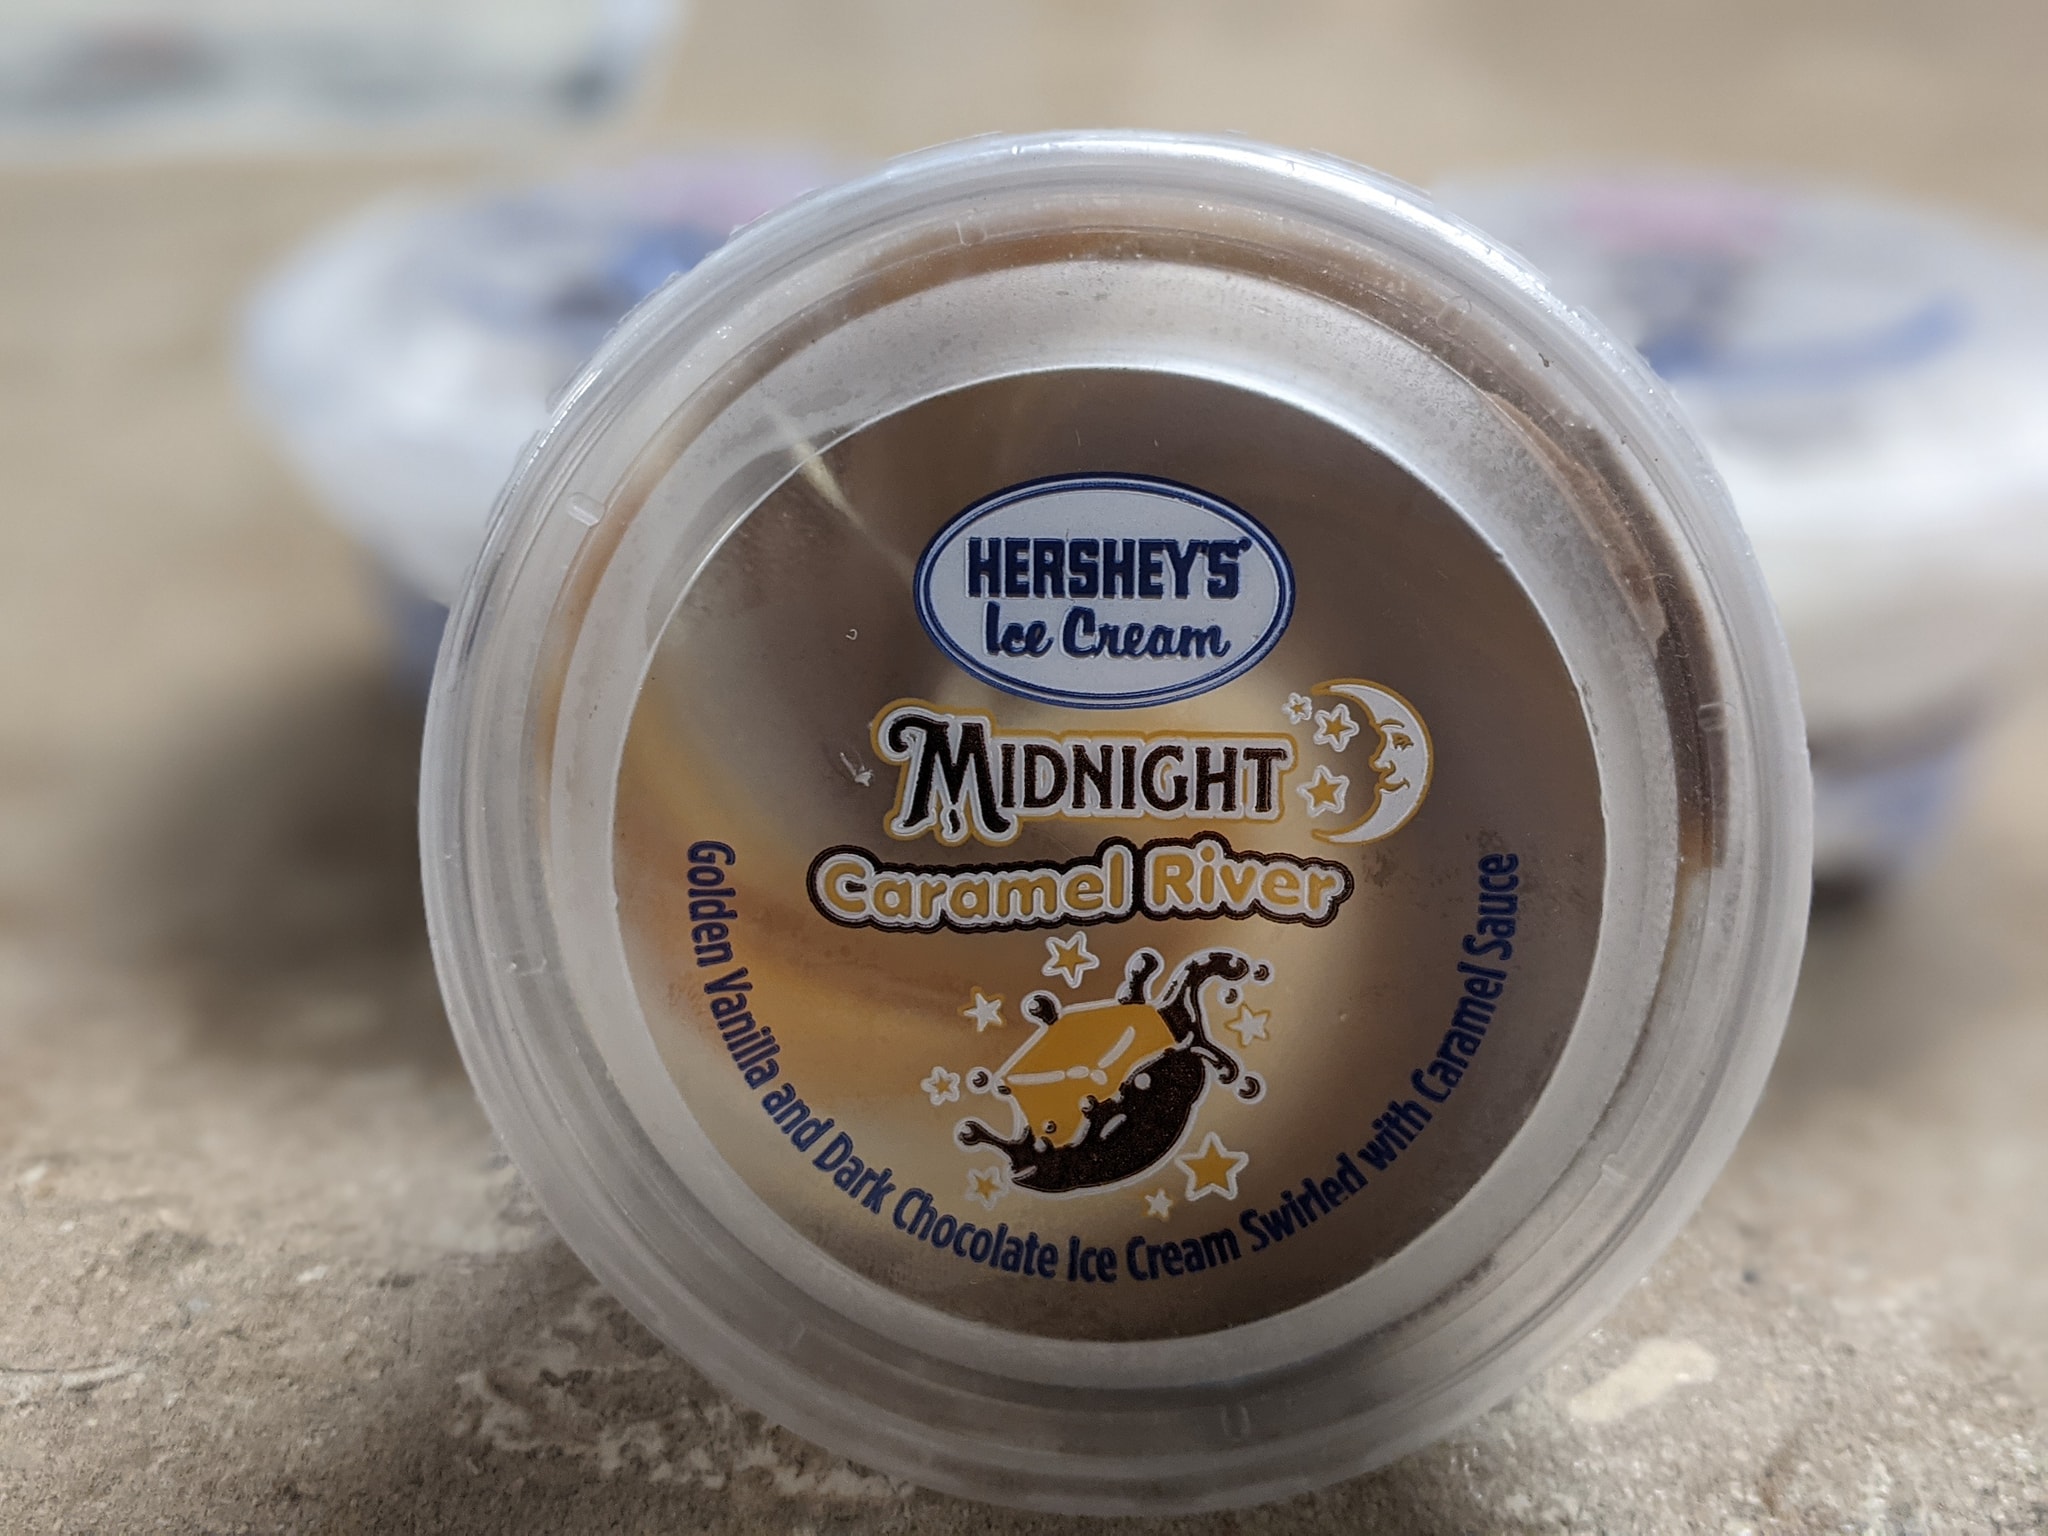 HERSHEY'S®
Ice Cream
MIDNIGHT
Caramel River
Golden Vanilla and Dark Chocolate Ice Cream Swirled with Caramel Sauce